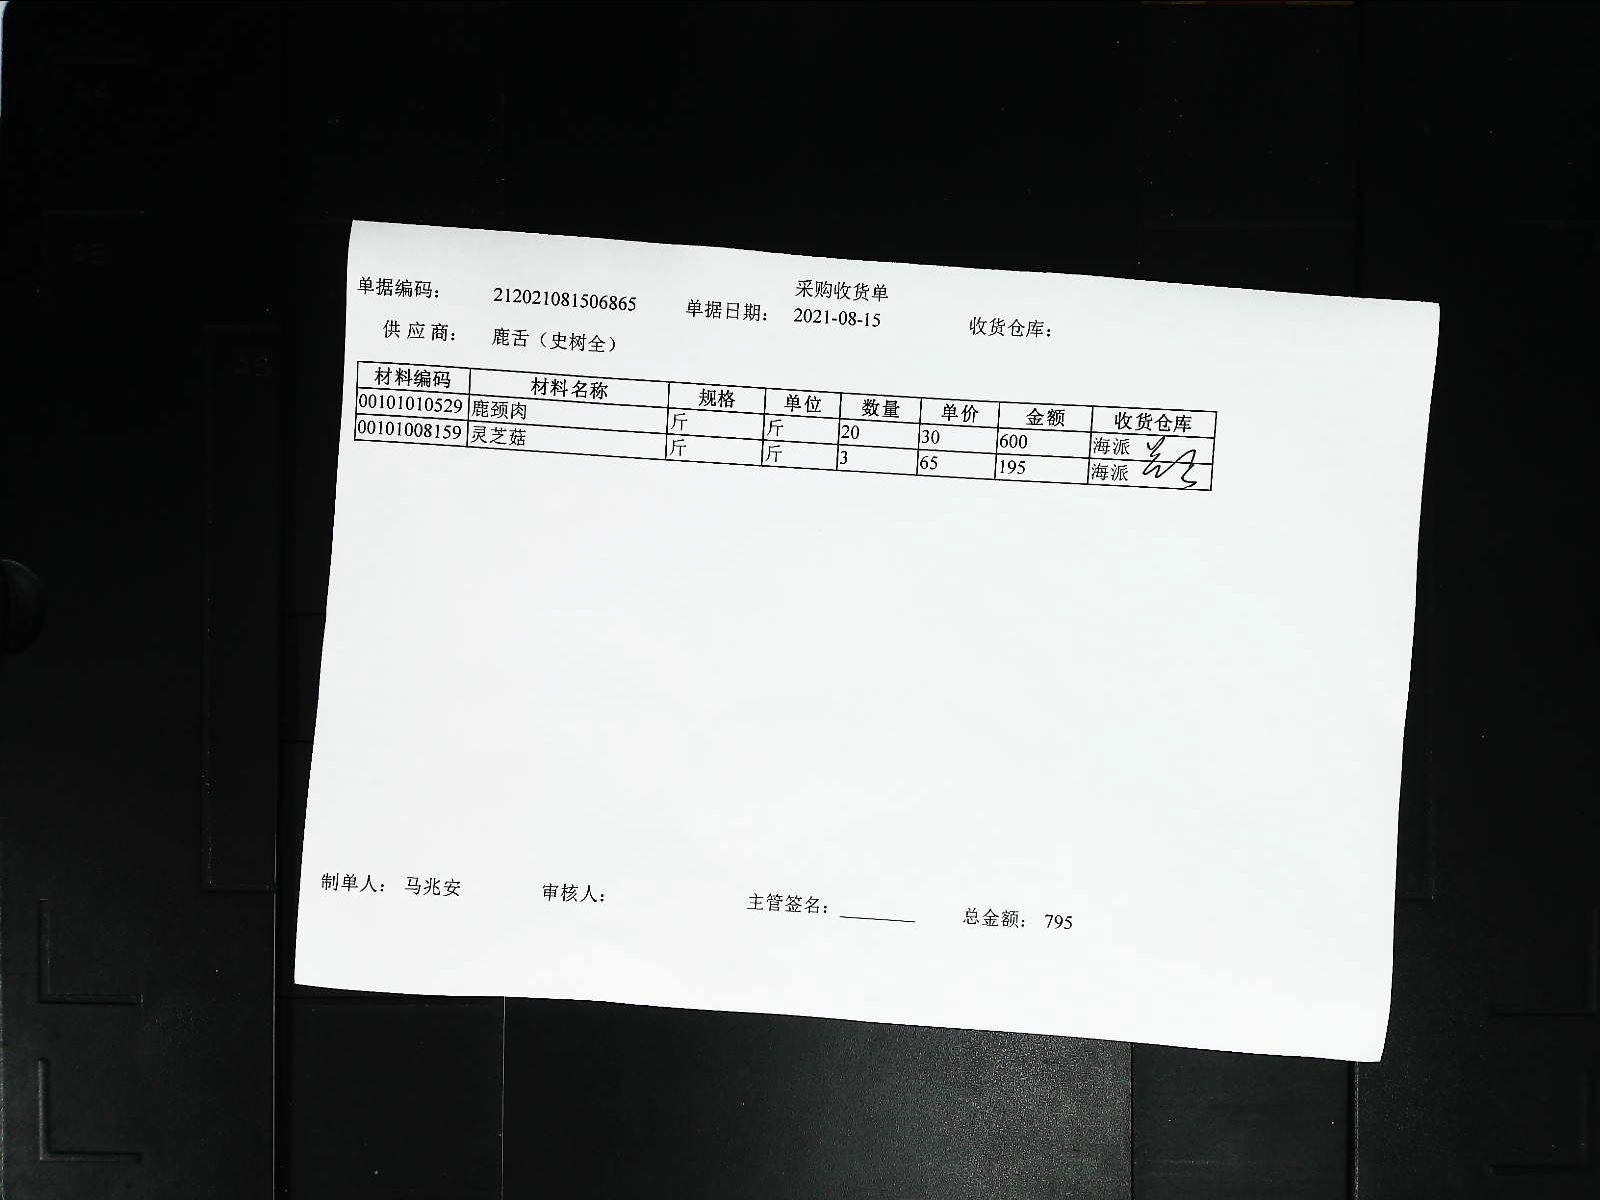 采购收货单
单据编码： 212021081506865 单据日期： 2021-08-15 收货仓库：
供 应 商： 鹿舌（史树全）
材料编码 材料名称 规格 单位 数量 单价 金额 收货仓库
00101010529 鹿颈肉 斤 斤 20 30 600 海派
00101008159 灵芝菇 斤 斤 3 65 195 海派
制单人： 马兆安 审核人： 主管签名： 总金额： 795